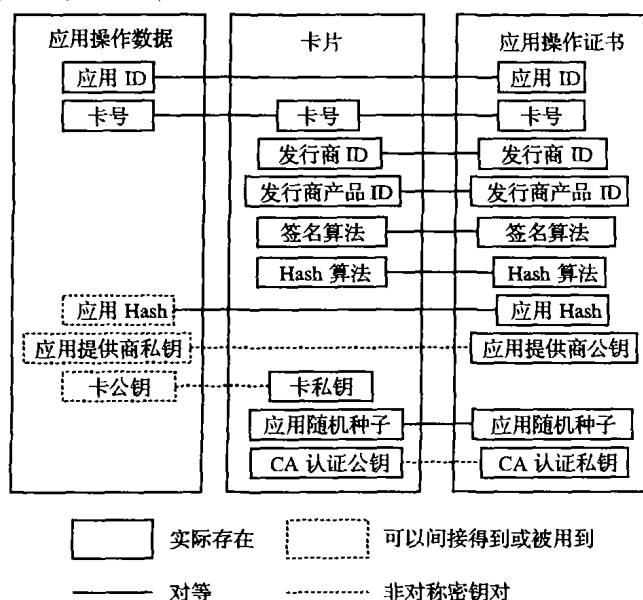 应用操作数据 卡片 应用操作证书
应用 ID 应用 ID
卡号 卡号 卡号
发行商 ID 发行商 ID
发行商产品 ID 发行商产品 ID
签名算法 签名算法
Hash 算法 Hash 算法
应用 Hash 应用 Hash
应用提供商私钥 应用提供商公钥
卡公钥 卡私钥
应用随机种子 应用随机种子
CA 认证公钥 CA 认证私钥
实际存在 可以间接得到或被用到
对等 非对称密钥对